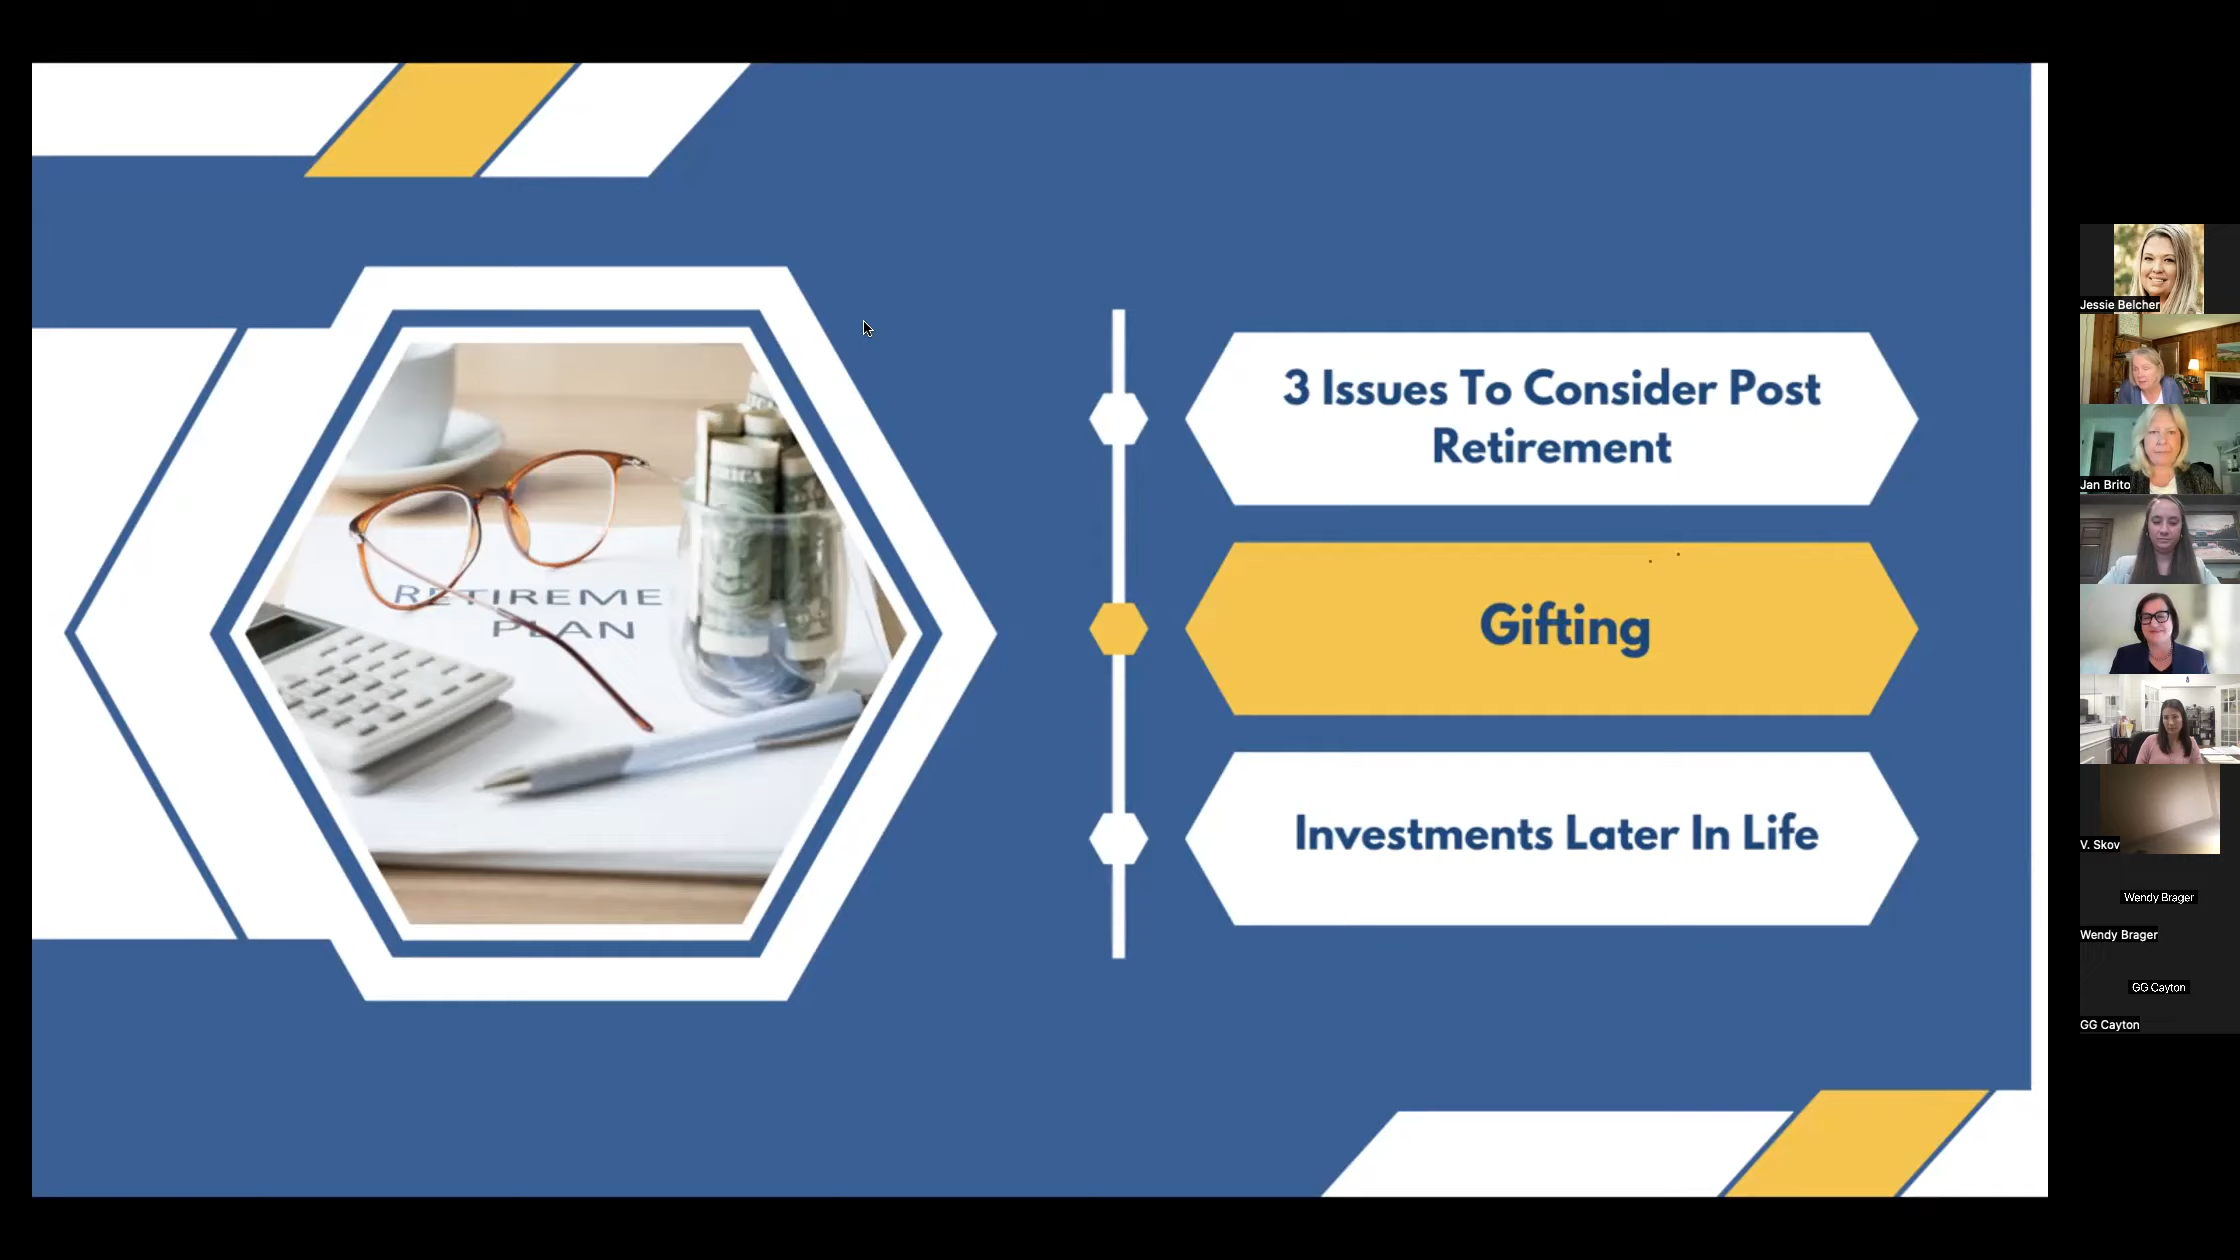 3 Issues To Consider Post
Retirement
Gifting
Investments Later In Life
RETIREME
PLAN
Jessie Belcher
Jan Brito
V. Skov
Wendy Brager
Wendy Brager
GG Cayton
GG Cayton